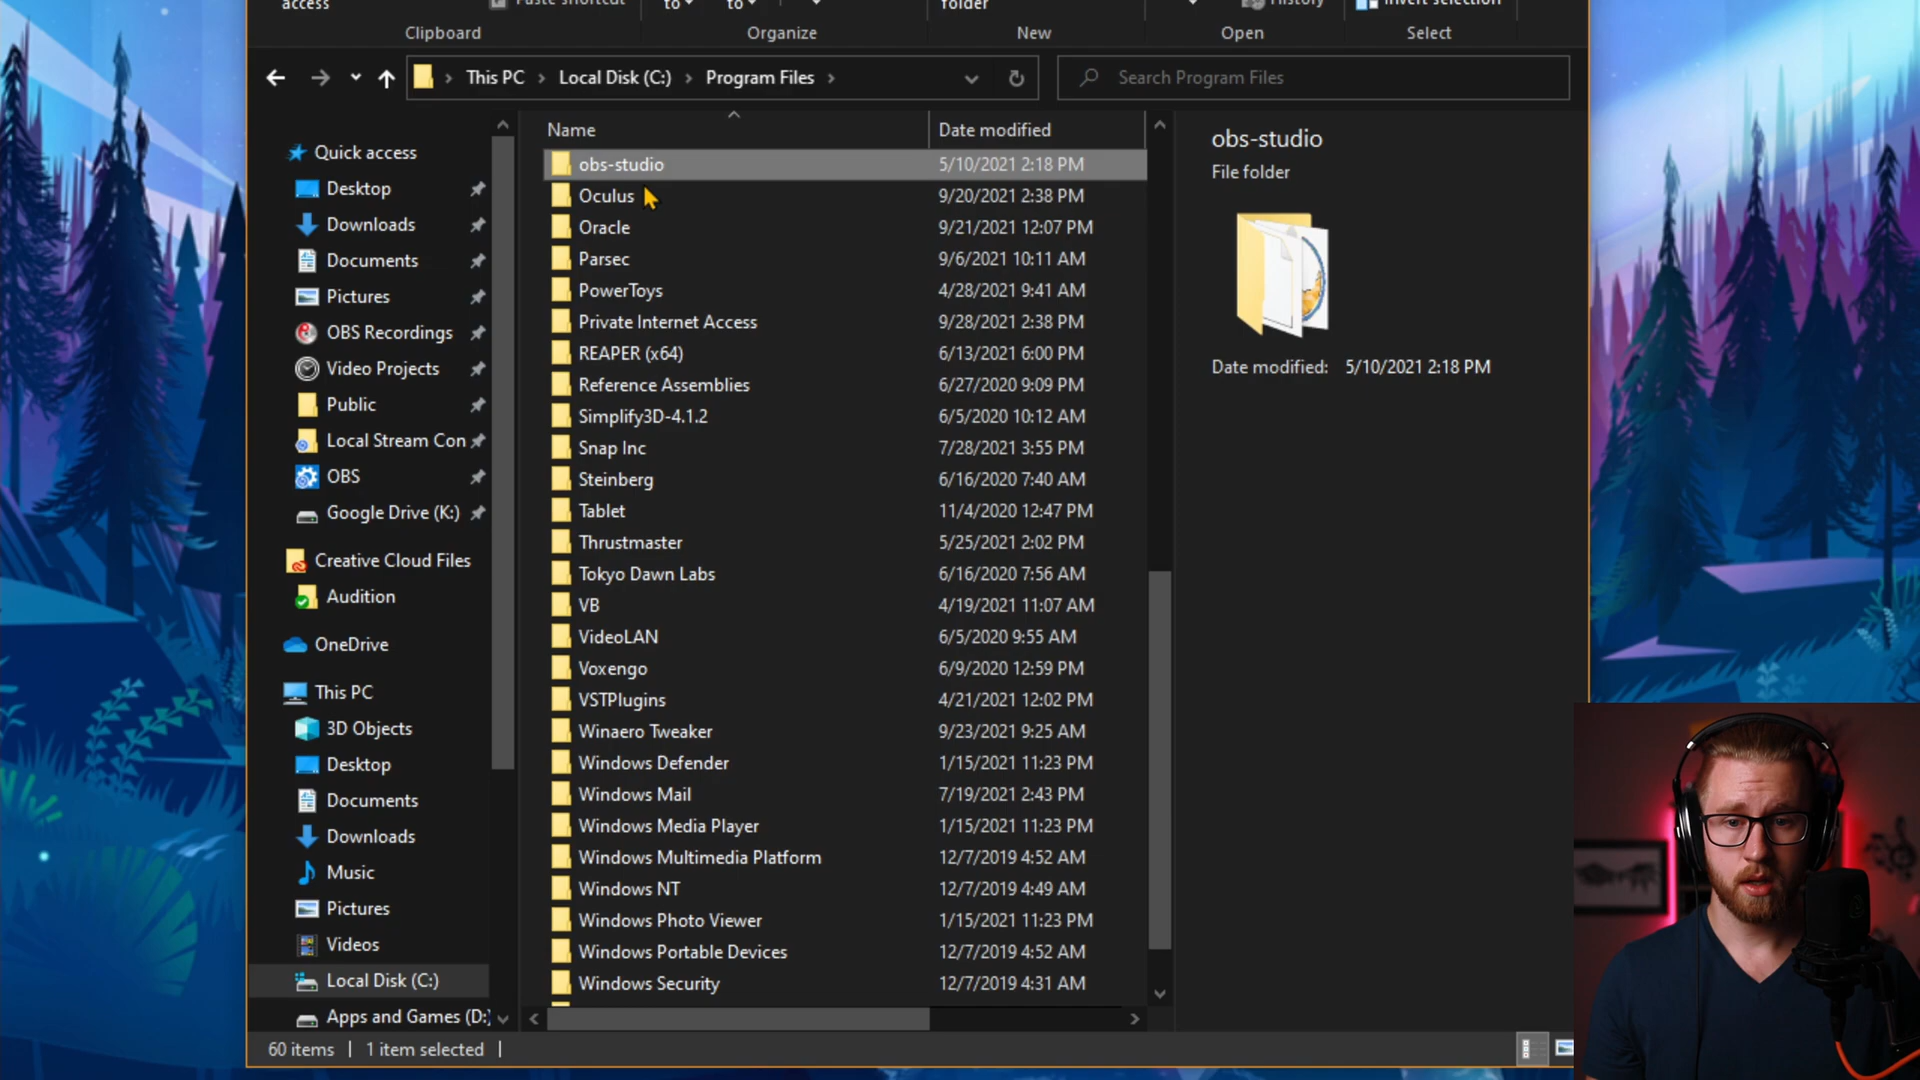 access
Paste shortcut
to
to
folder
History
Invert selection
Clipboard
Organize
New
Open
Select
This PC
Local Disk (C:)
Program Files
Search Program Files
Quick access
Desktop
Downloads
Documents
Pictures
OBS Recordings
Video Projects
Public
Local Stream Con
OBS
Google Drive (K:)
Creative Cloud Files
Audition
OneDrive
This PC
3D Objects
Desktop
Documents
Downloads
Music
Pictures
Videos
Local Disk (C:)
Apps and Games (D:)
Name Date modified
obs-studio 5/10/2021 2:18 PM
Oculus 9/20/2021 2:38 PM
Oracle 9/21/2021 12:07 PM
Parsec 9/6/2021 10:11 AM
PowerToys 4/28/2021 9:41 AM
Private Internet Access 9/28/2021 2:38 PM
REAPER (x64) 6/13/2021 6:00 PM
Reference Assemblies 6/27/2020 9:09 PM
Simplify3D-4.1.2 6/5/2020 10:12 AM
Snap Inc 7/28/2021 3:55 PM
Steinberg 6/16/2020 7:40 AM
Tablet 11/4/2020 12:47 PM
Thrustmaster 5/25/2021 2:02 PM
Tokyo Dawn Labs 6/16/2020 7:56 AM
VB 4/19/2021 11:07 AM
VideoLAN 6/5/2020 9:55 AM
Voxengo 6/9/2020 12:59 PM
VSTPlugins 4/21/2021 12:02 PM
Winaero Tweaker 9/23/2021 9:25 AM
Windows Defender 1/15/2021 11:23 PM
Windows Mail 7/19/2021 2:43 PM
Windows Media Player 1/15/2021 11:23 PM
Windows Multimedia Platform 12/7/2019 4:52 AM
Windows NT 12/7/2019 4:49 AM
Windows Photo Viewer 1/15/2021 11:23 PM
Windows Portable Devices 12/7/2019 4:52 AM
Windows Security 12/7/2019 4:31 AM
obs-studio
File folder
Date modified: 5/10/2021 2:18 PM
60 items
1 item selected